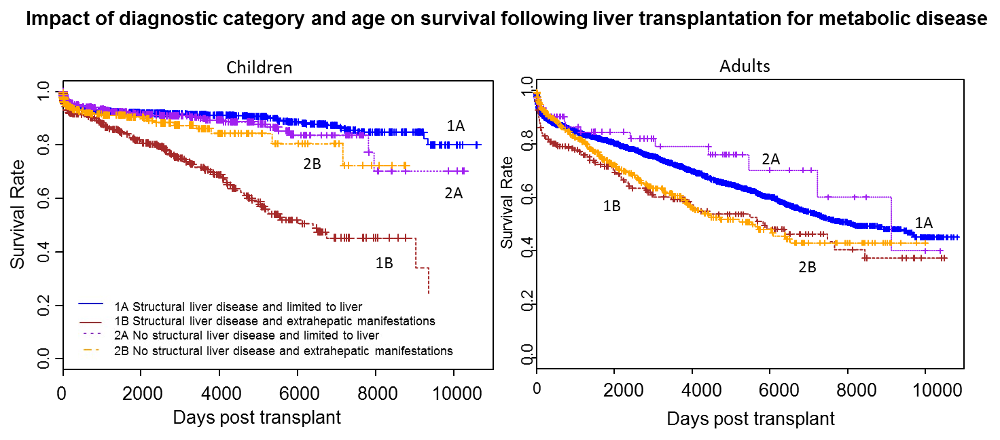 Impact of diagnostic category and age on survival following liver transplantation for metabolic disease
Children
Survival Rate
1.0
0.8
0.6
0.4
0.2
0.0
1A
2B
2A
1B
1A Structural liver disease and limited to liver
1B Structural liver disease and extrahepatic manifestations
2A No structural liver disease and limited to liver
2B No structural liver disease and extrahepatic manifestations
0 2000 4000 6000 8000 10000
Days post transplant
Adults
Survival Rate
1.0
0.8
0.6
0.4
0.2
0.0
2A
1B
1A
2B
0 2000 4000 6000 8000 10000
Days post transplant